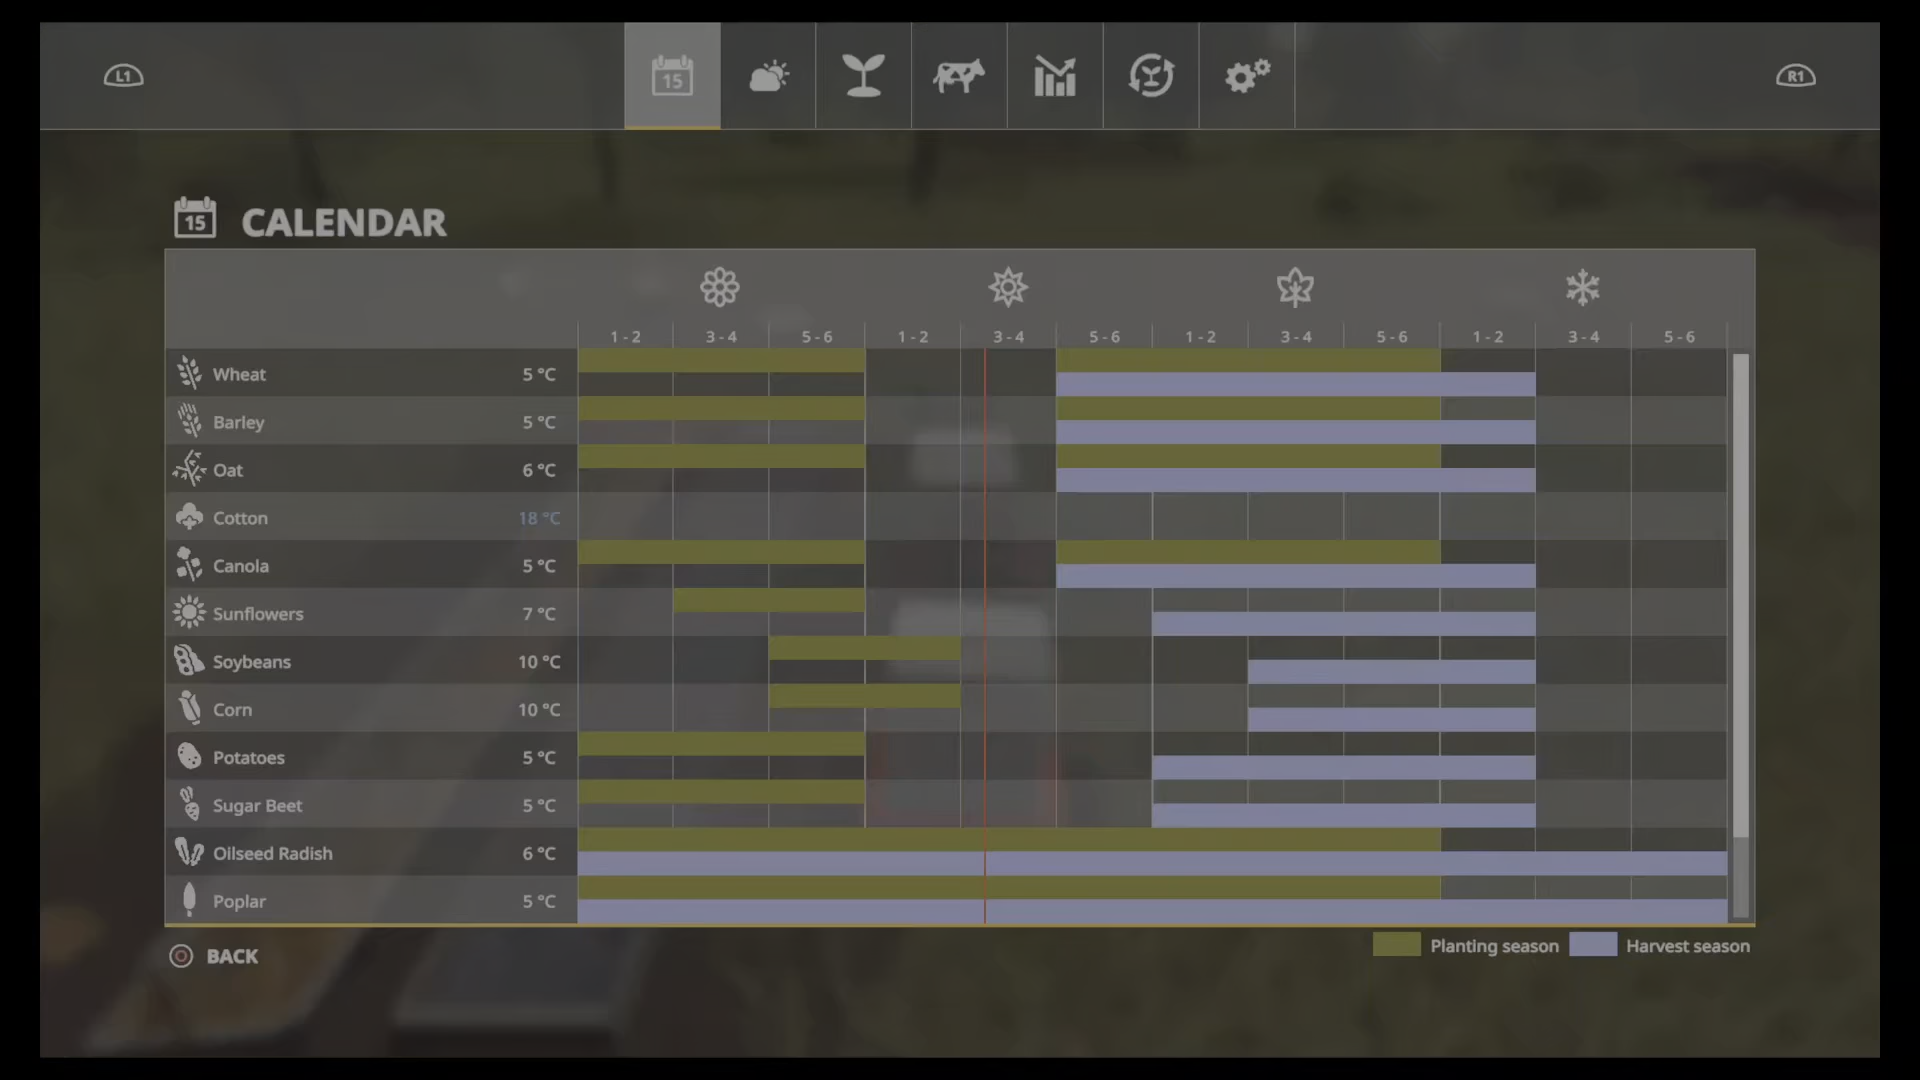 L1
15
R1
15 CALENDAR
1 - 2 3 - 4 5 - 6 1 - 2 3 - 4 5 - 6 1 - 2 3 - 4 5 - 6 1 - 2 3 - 4 5 - 6
Wheat 5 °C
Barley 5 °C
Oat 6 °C
Cotton 18 °C
Canola 5 °C
Sunflowers 7 °C
Soybeans 10 °C
Corn 10 °C
Potatoes 5 °C
Sugar Beet 5 °C
Oilseed Radish 6 °C
Poplar 5 °C
BACK
Planting season Harvest season